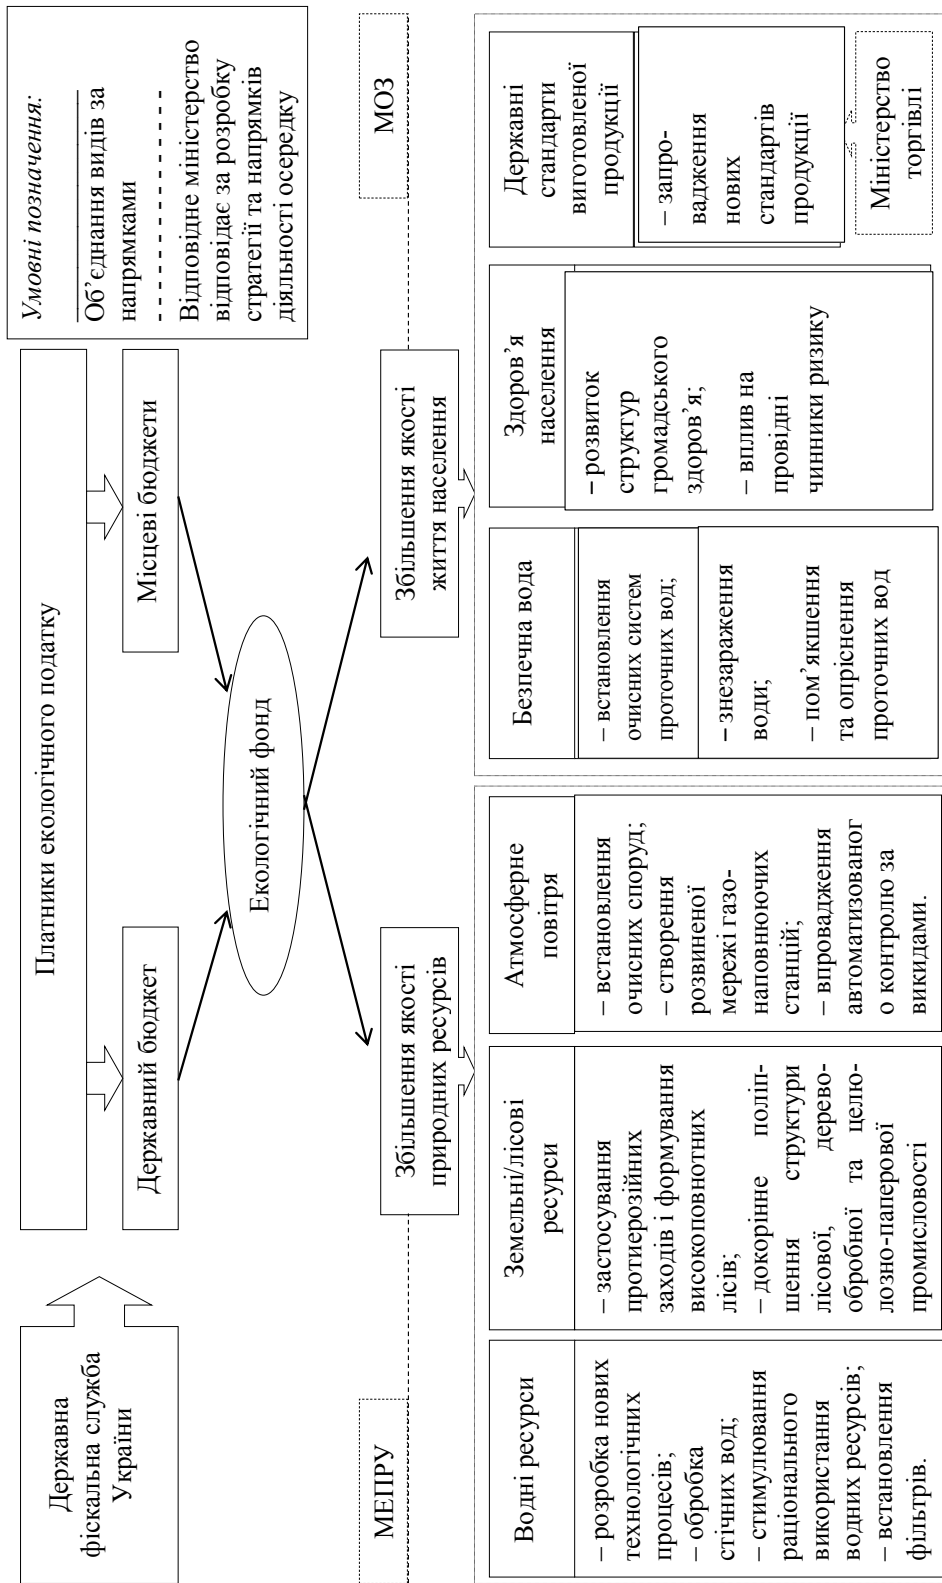 Державна
фіскальна служба
України
Платники екологічного податку
Умовні позначення:
Об’єднання видів за
напрямками
Відповідне міністерство
відповідає за розробку
стратегії та напрямків
діяльності осередку
Державний бюджет
Місцеві бюджети
Екологічний фонд
МЕПРУ
Збільшення якості
природних ресурсів
Збільшення якості
життя населення
МОЗ
Водні ресурси
– розробка нових
технологічних
процесів;
– обробка
стічних вод;
– стимулювання
раціонального
використання
водних ресурсів;
– встановлення
фільтрів.
Земельні/лісові
ресурси
– застосування
протиерозійних
заходів і формування
високоповнотних
лісів;
– докорінне поліп-
шення структури
лісової, дерево-
обробної та целю-
лозно-паперової
промисловості
Атмосферне
повітря
– встановлення
очисних споруд;
– створення
розвиненої
мережі газо-
наповнюючих
станцій;
– впровадження
автоматизованог
о контролю за
викидами.
Безпечна вода
– встановлення
очисних систем
проточних вод;
– знезараження
води;
– пом’якшення
та опріснення
проточних вод
Здоров’я
населення
– розвиток
структур
громадського
здоров’я;
– вплив на
провідні
чинники ризику
Державні
стандарти
виготовленої
продукції
– запро-
вадження
нових
стандартів
продукції
Міністерство
торгівлі